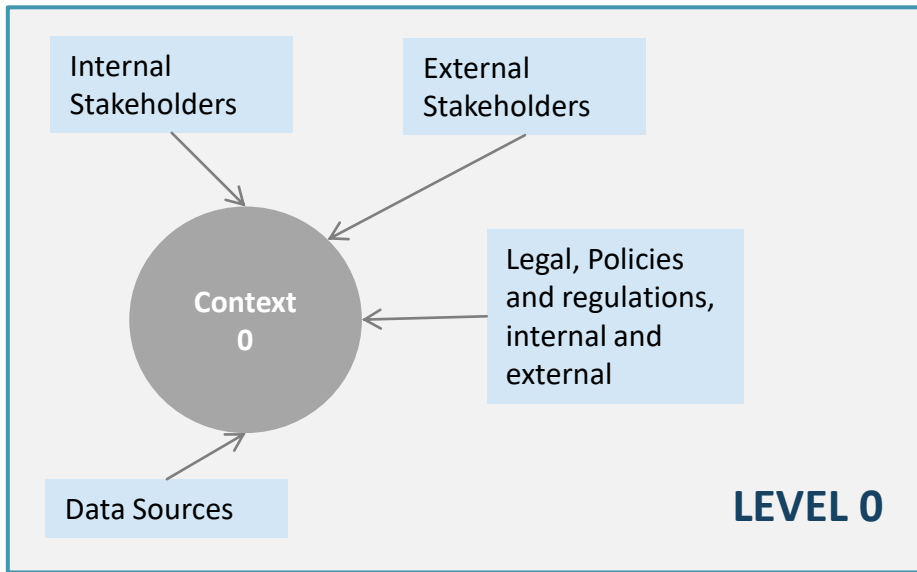 Internal
Stakeholders
External
Stakeholders
Context
0
Legal, Policies
and regulations,
internal and
external
Data Sources
LEVEL 0